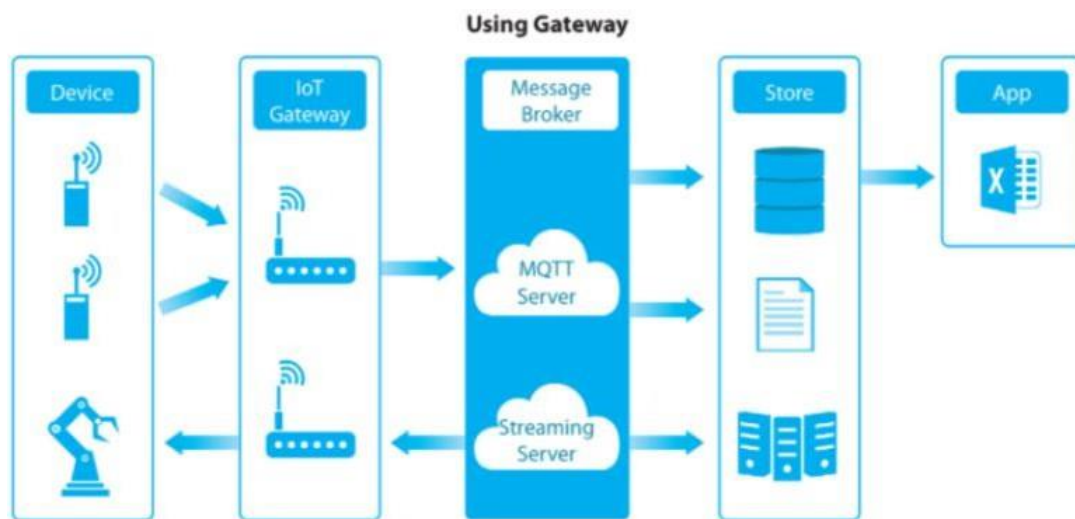 Using Gateway
Device
IoT
Gateway
Message
Broker
Store
App
X
MQTT
Server
Streaming
Server